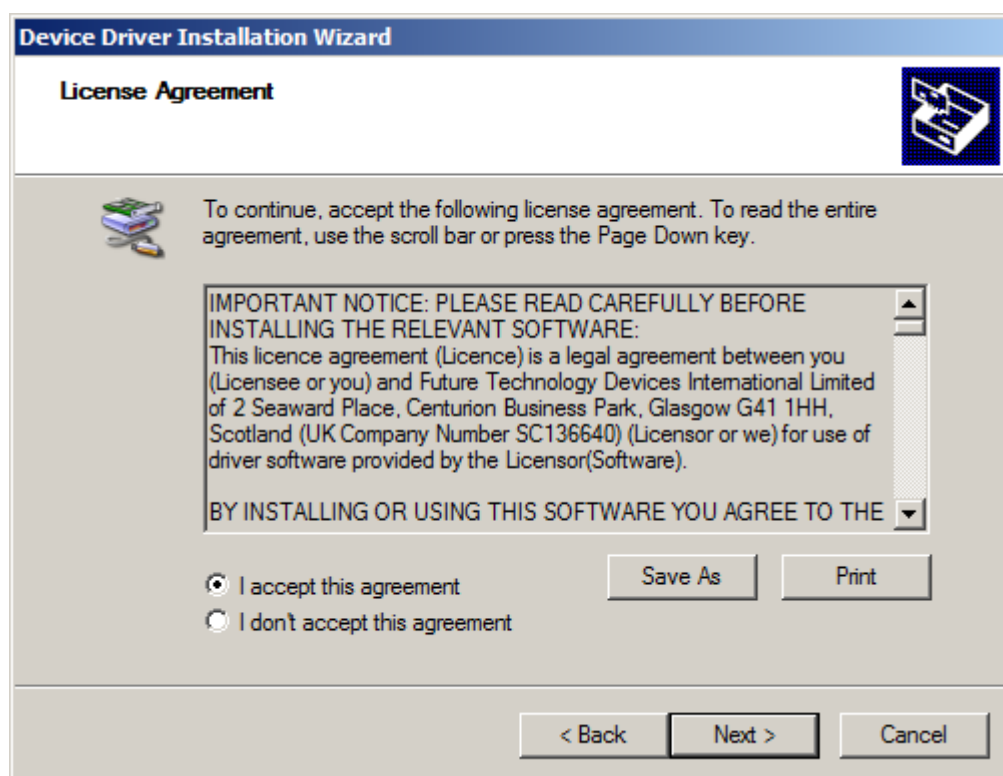 Device Driver Installation Wizard
License Agreement
To continue, accept the following license agreement. To read the entire
agreement, use the scroll bar or press the Page Down key.
IMPORTANT NOTICE: PLEASE READ CAREFULLY BEFORE
INSTALLING THE RELEVANT SOFTWARE:
This licence agreement (Licence) is a legal agreement between you
(Licensee or you) and Future Technology Devices International Limited
of 2 Seaward Place, Centurion Business Park, Glasgow G41 1HH,
Scotland (UK Company Number SC136640) (Licensor or we) for use of
driver software provided by the Licensor(Software).
BY INSTALLING OR USING THIS SOFTWARE YOU AGREE TO THE
I accept this agreement
Save As
Print
I don't accept this agreement
< Back
Next >
Cancel